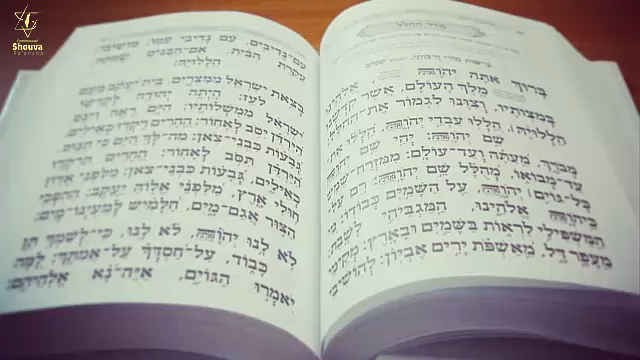 Shouva
סדר ההלל
ברוך אתה יהוה אלהינו
מלך העולם, אשר קדשנו
במצותיו, וצונו לגמור את־ההלל:
הללויה, הללו עבדי יהוה, הללו את־
שם יהוה: יהי שם יהוה
מברך, מעתה ועד־עולם: ממזרח־שמש
עד־מבואו, מהלל שם יהוה: רם על־
כל־גוים, יהוה, על השמים כבודו: מי
כיהוה אלהינו, המגביהי לשבת:
המשפילי לראות בשמים ובארץ: מקימי
מעפר דל, מאשפת ירים אביון: להושיבי
עם־נדיבים, עם נדיבי עמו: מושיבי
עקרת הבית, אם־הבנים שמחה
הללויה:
בצאת ישראל ממצרים, בית יעקב מעם
לעז: היתה יהודה לקדשו
ישראל ממשלותיו: הים ראה וינס
הירדן יסב לאחור: ההרים רקדו כאילים,
גבעות כבני־צאן: מה־לך הים כי תנוס,
הירדן תסב לאחור: ההרים תרקדו
כאילים, גבעות כבני־צאן: מלפני אדון
חולי ארץ, מלפני אלוה יעקב: ההפכי
הצור אגם־מים, חלמיש למעינו־מים:
לא לנו יהוה, לא לנו, כי־לשמך תן
כבוד, על־חסדך על־אמתך: למה
יאמרו הגוים, איה־נא אלהיהם: